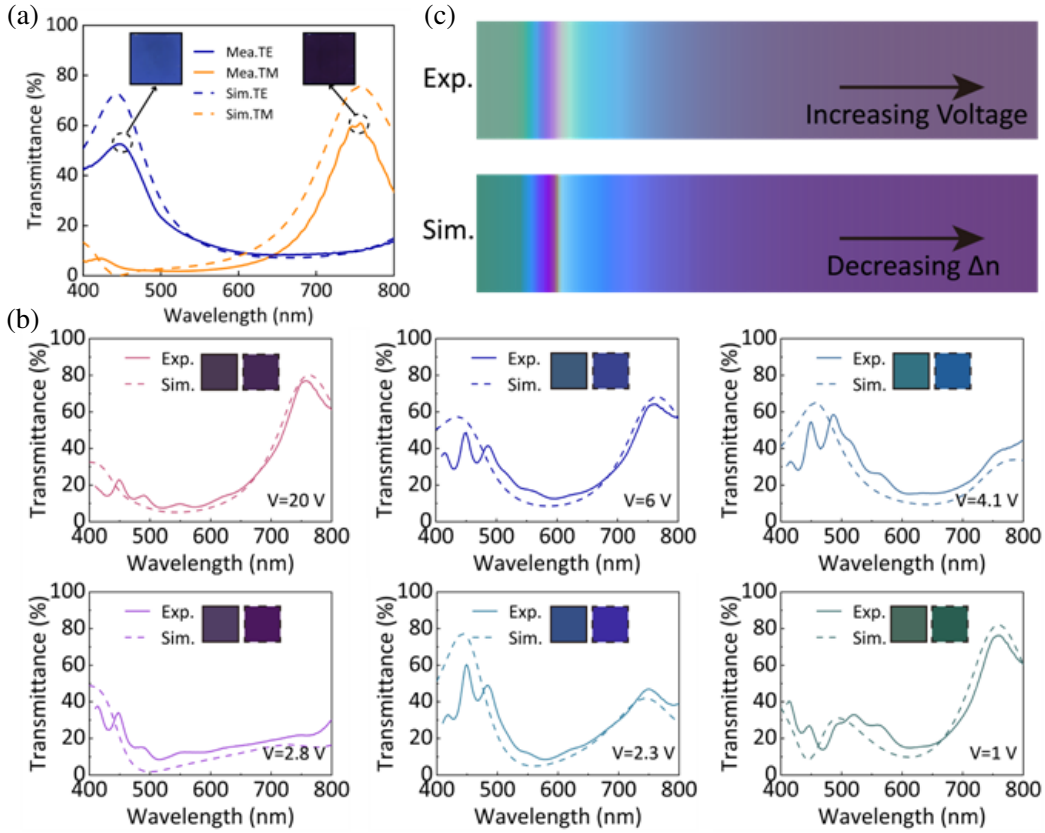 (a)
100
80
60
40
20
0
Transmittance (%)
Mea.TE
Mea.TM
Sim.TE
Sim.TM
400 500 600 700 800
Wavelength (nm)
(c)
Exp.
Increasing Voltage
Sim.
Decreasing Δn
(b)
100
80
60
40
20
0
Transmittance (%)
Exp.
Sim.
V=20 V
400 500 600 700 800
Wavelength (nm)
100
80
60
40
20
0
Transmittance (%)
Exp.
Sim.
V=6 V
400 500 600 700 800
Wavelength (nm)
100
80
60
40
20
0
Transmittance (%)
Exp.
Sim.
V=4.1 V
400 500 600 700 800
Wavelength (nm)
100
80
60
40
20
0
Transmittance (%)
Exp.
Sim.
V=2.8 V
400 500 600 700 800
Wavelength (nm)
100
80
60
40
20
0
Transmittance (%)
Exp.
Sim.
V=2.3 V
400 500 600 700 800
Wavelength (nm)
100
80
60
40
20
0
Transmittance (%)
Exp.
Sim.
V=1 V
400 500 600 700 800
Wavelength (nm)